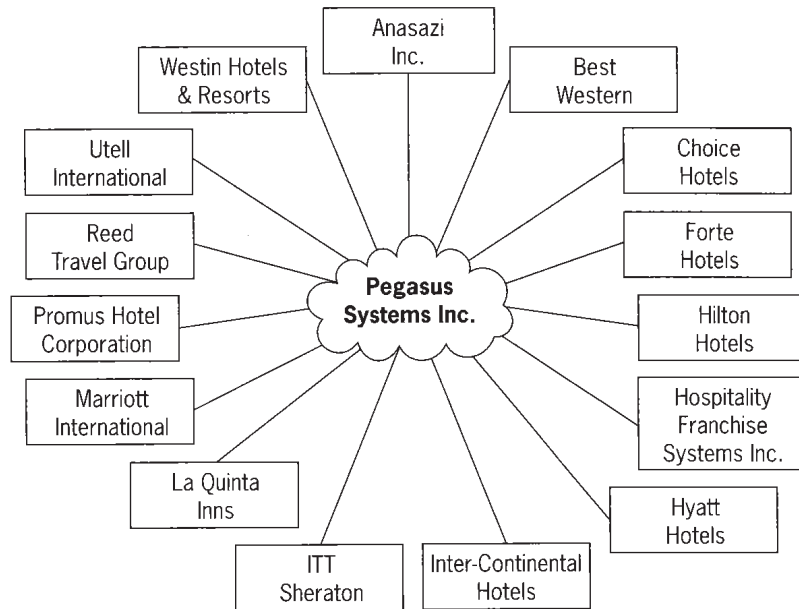 Anasazi
Inc.
Westin Hotels
& Resorts
Best
Western
Utell
International
Choice
Hotels
Reed
Travel Group
Forte
Hotels
Pegasus
Systems Inc.
Promus Hotel
Corporation
Hilton
Hotels
Marriott
International
Hospitality
Franchise
Systems Inc.
La Quinta
Inns
Hyatt
Hotels
ITT
Sheraton
Inter-Continental
Hotels